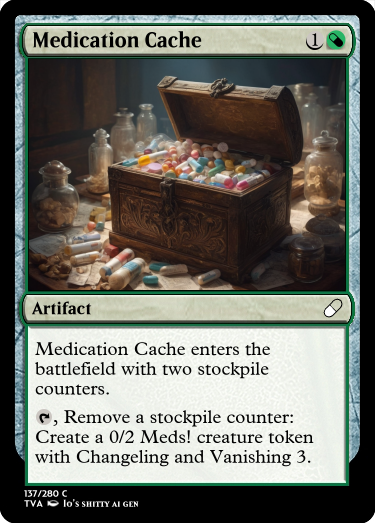 Medication Cache 1
Artifact
Medication Cache enters the
battlefield with two stockpile
counters.
, Remove a stockpile counter:
Create a 0/2 Meds! creature token
with Changeling and Vanishing 3.
137/280 C
TVA Io's shitty ai gen